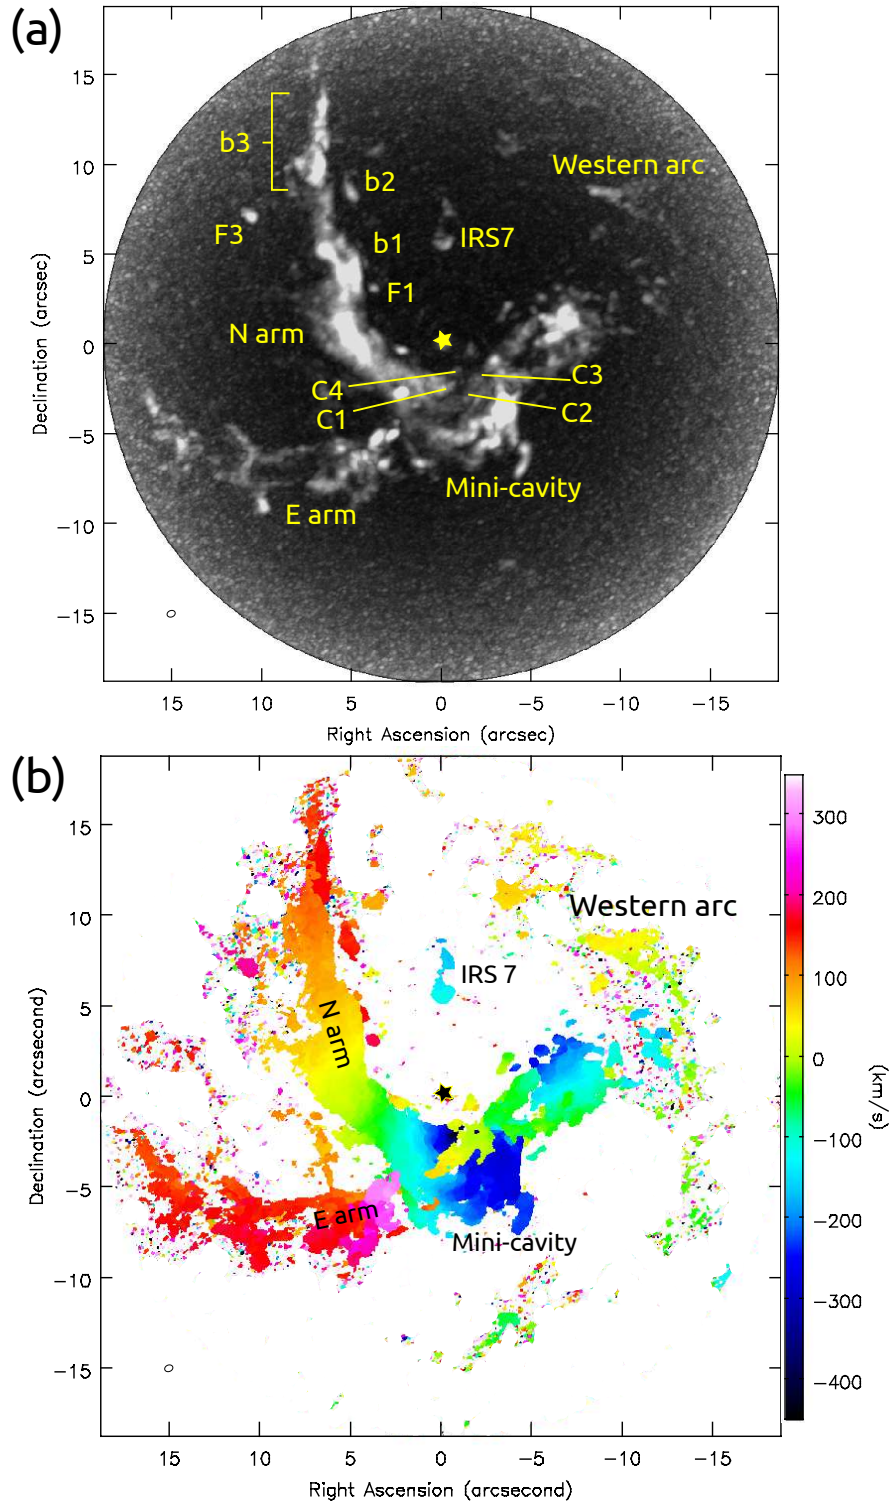 (a)
15
10
5
0
−5
−10
−15
Declination (arcsec)
b3
b2
Western arc
F3
b1
IRS7
F1
N arm
C4
C3
C1
C2
Mini-cavity
E arm
15
10
5
0
−5
−10
−15
Right Ascension (arcsec)
(b)
15
10
5
0
−5
−10
−15
Declination (arcsecond)
Western arc
IRS 7
N arm
E arm
Mini-cavity
15
10
5
0
−5
−10
−15
Right Ascension (arcsecond)
300
200
100
0
−100
−200
−300
−400
(km/s)